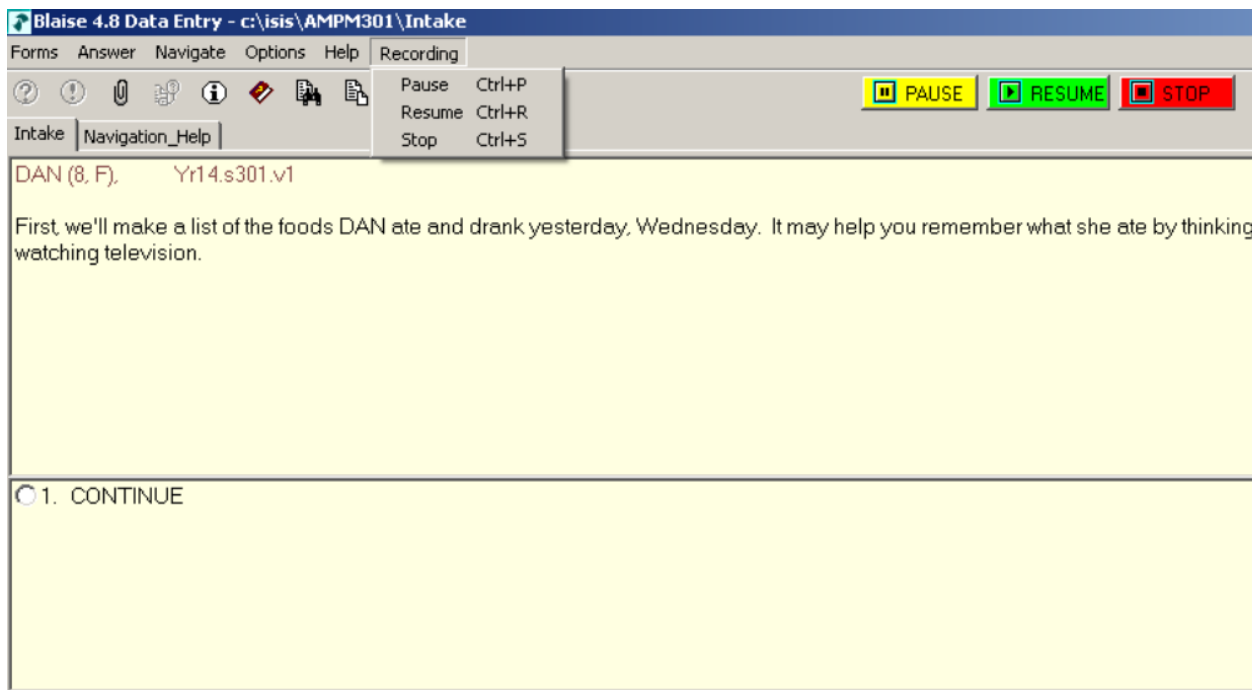 Blaise 4.8 Data Entry - c:\isis\AMPM301\Intake
Forms Answer Navigate Options Help Recording
PAUSE RESUME STOP
Pause Ctrl+P
Resume Ctrl+R
Stop Ctrl+S
Intake Navigation_Help
DAN (8, F), Yr14.s301.v1
First, we'll make a list of the foods DAN ate and drank yesterday, Wednesday. It may help you remember what she ate by thinking
watching television.
1. CONTINUE